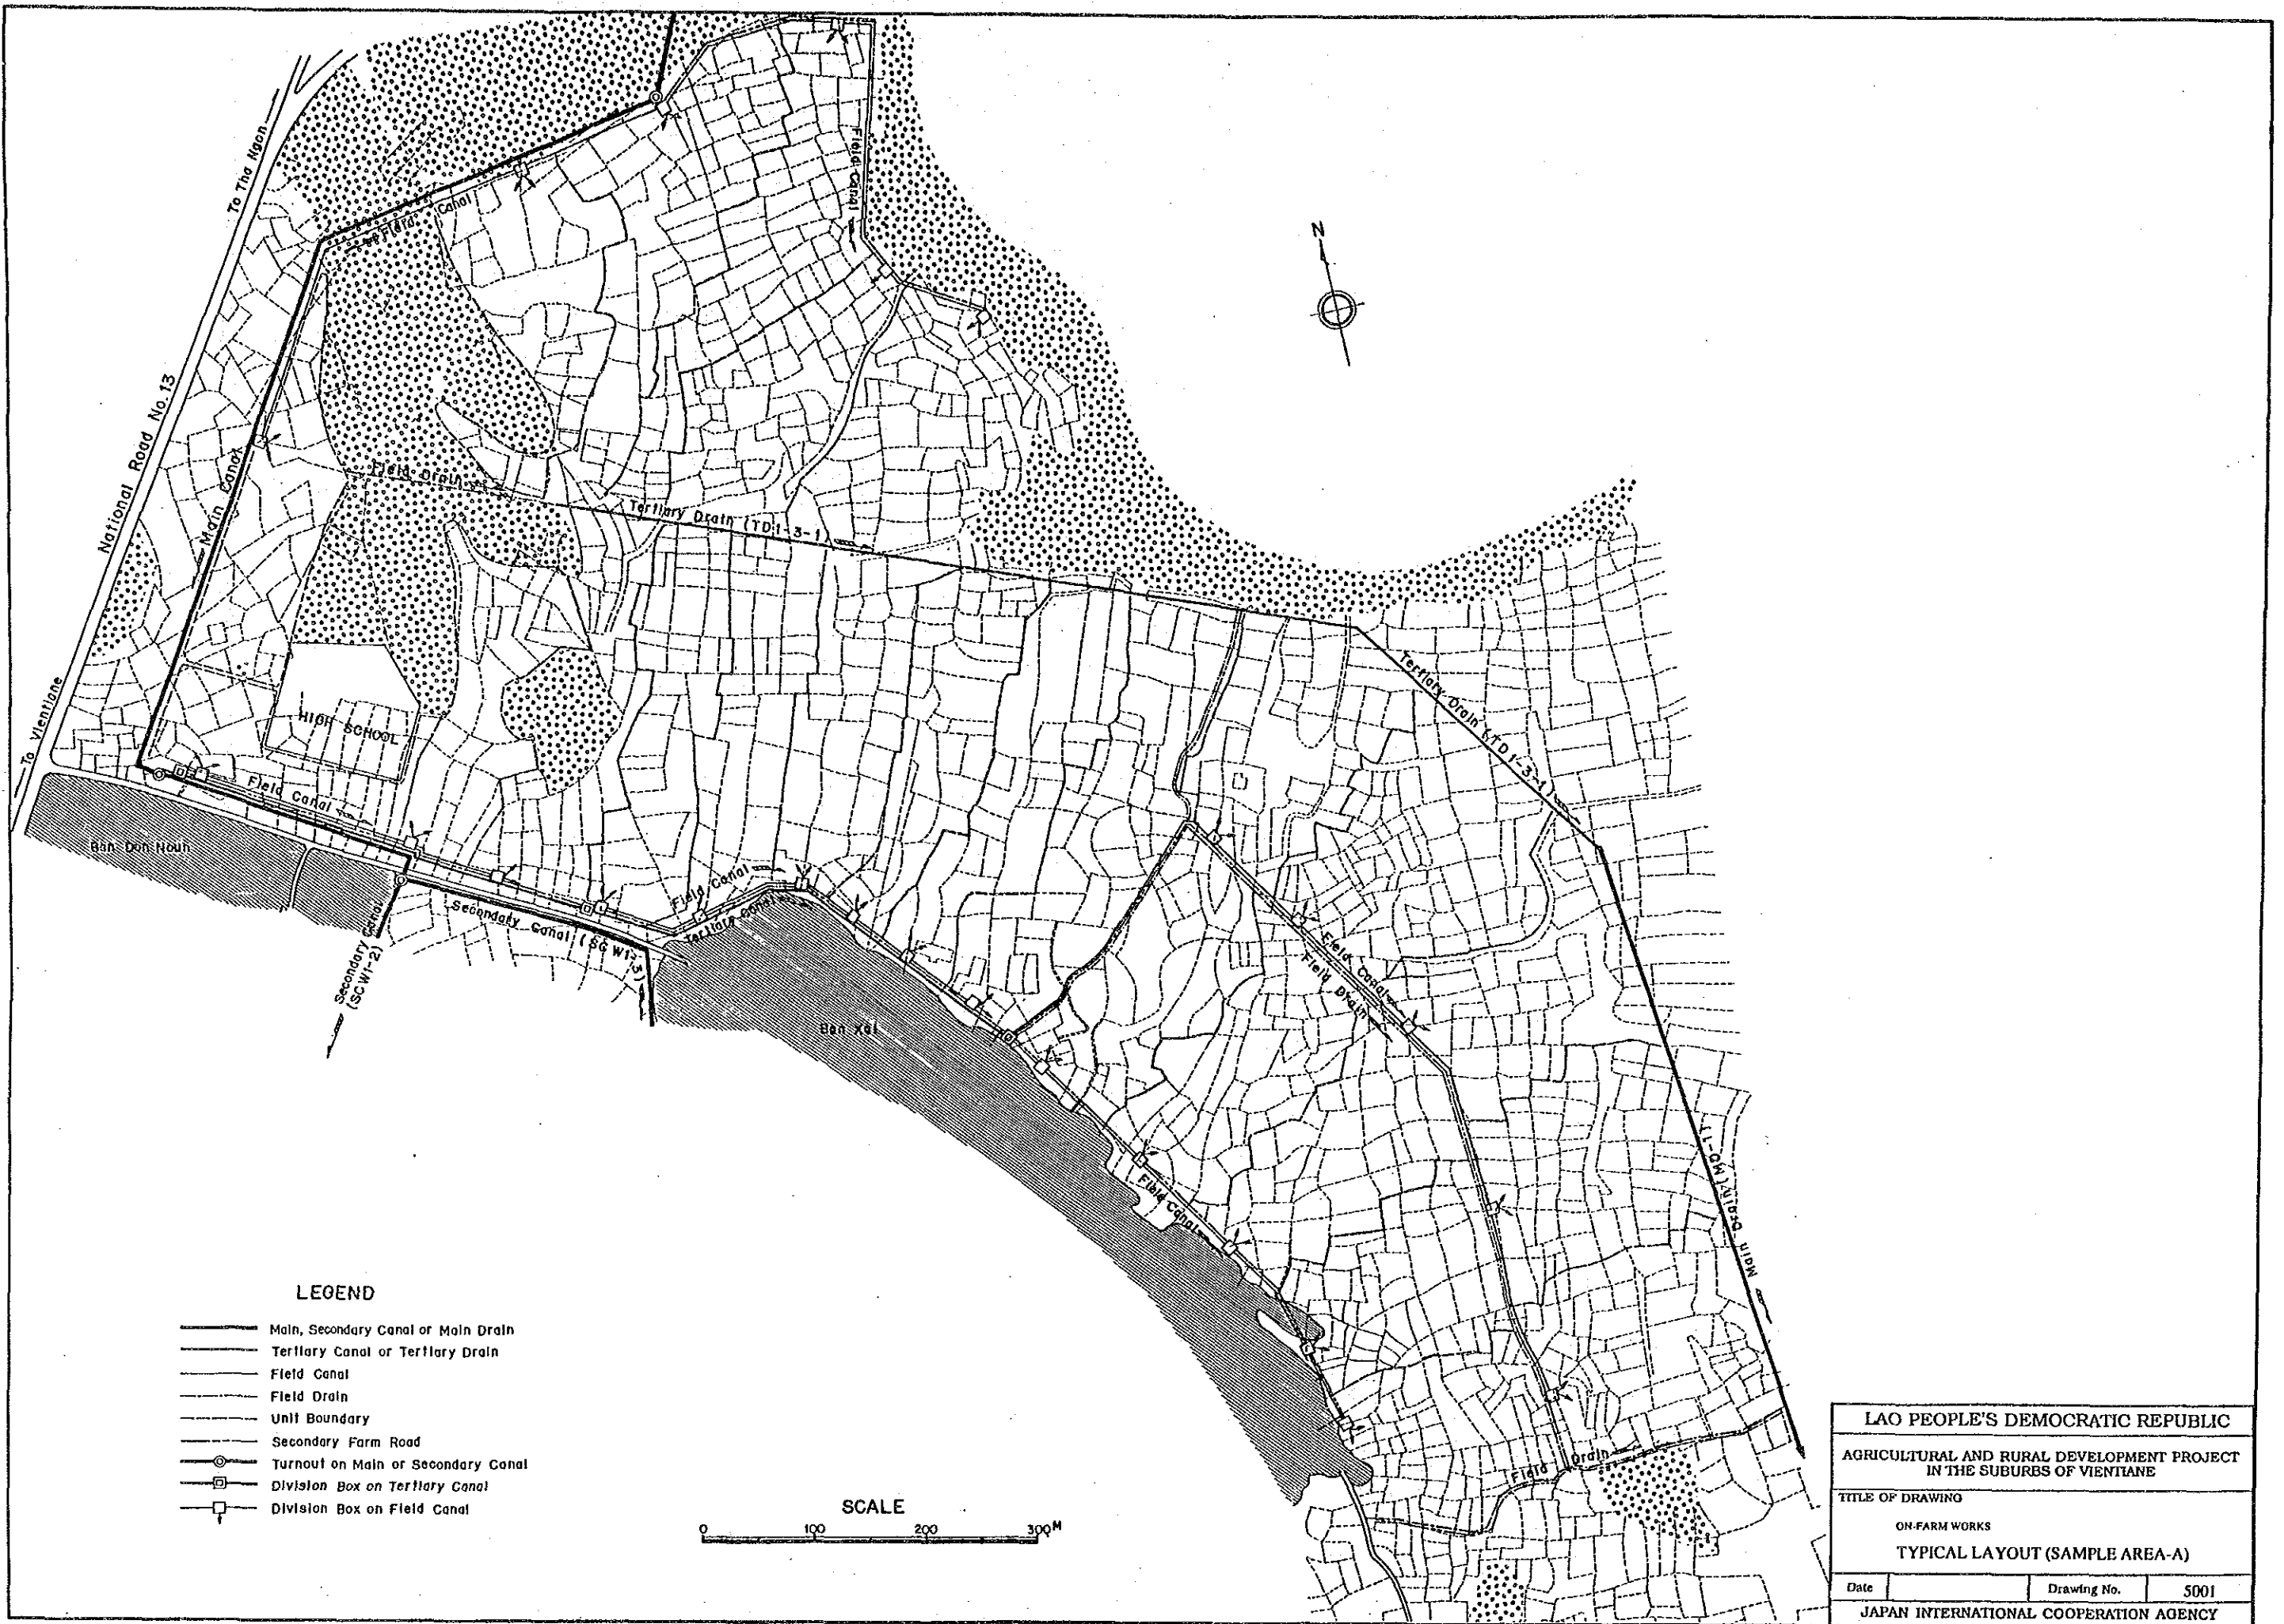 To Tha Ngon
Field Canal
Field Canal
N
National Road No.13
Main Canal
Field Drain
Tertiary Drain (TD1-3-1)
Tertiary Drain (TD1-3-1)
To Vientiane
HIGH SCHOOL
Field Canal
Ban Don Noun
Field Canal
Tertiary Canal
Secondary Canal (SCW1-3)
Secondary Canal
(SCW1-2)
Field Canal
Field Drain
Ban Xai
Main Drain (MD-1)
Field Canal
Field Drain
LEGEND
Main, Secondary Canal or Main Drain
Tertiary Canal or Tertiary Drain
Field Canal
Field Drain
Unit Boundary
Secondary Farm Road
Turnout on Main or Secondary Canal
Division Box on Tertiary Canal
Division Box on Field Canal
SCALE
0 100 200 300M
LAO PEOPLE'S DEMOCRATIC REPUBLIC
AGRICULTURAL AND RURAL DEVELOPMENT PROJECT
IN THE SUBURBS OF VIENTIANE
TITLE OF DRAWING
ON-FARM WORKS
TYPICAL LAYOUT (SAMPLE AREA-A)
Date Drawing No. 5001
JAPAN INTERNATIONAL COOPERATION AGENCY